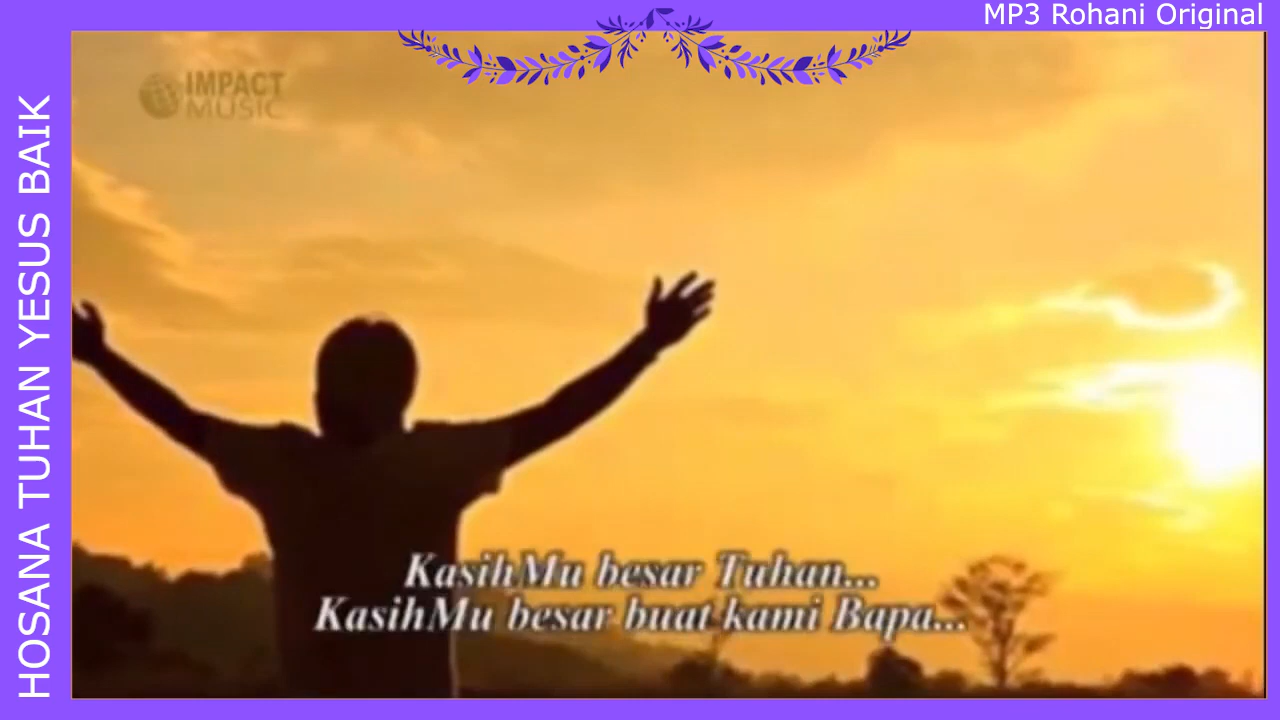 MP3 Rohani Original
IMPACT
MUSIC
HOSANA TUHAN YESUS BAIK
KasihMu besar Tuhan...
KasihMu besar buat kami Bapa...